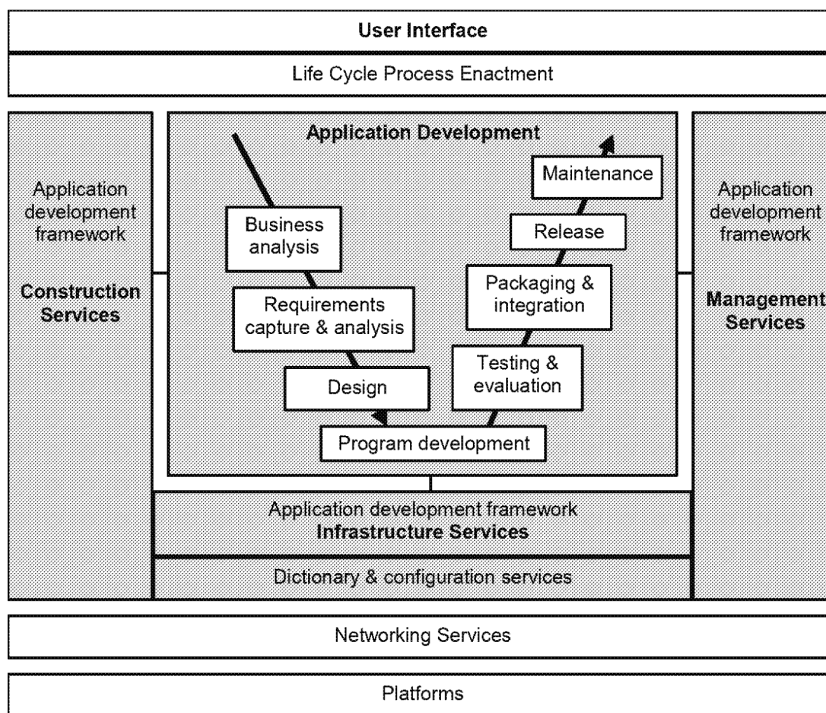 User Interface
Life Cycle Process Enactment
Application
development
framework
Construction
Services
Application Development
Business
analysis
Requirements
capture & analysis
Design
Program development
Testing &
evaluation
Packaging &
integration
Release
Maintenance
Application
development
framework
Management
Services
Application development framework
Infrastructure Services
Dictionary & configuration services
Networking Services
Platforms